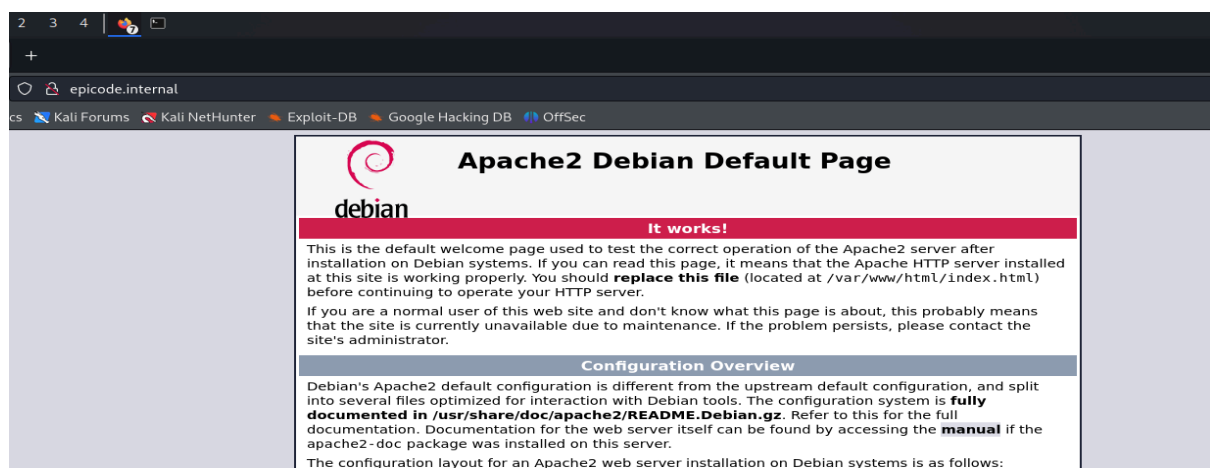 2 3 4 7
+
epicode.internal
cs Kali Forums Kali NetHunter Exploit-DB Google Hacking DB OffSec
Apache2 Debian Default Page
debian
It works!
This is the default welcome page used to test the correct operation of the Apache2 server after
installation on Debian systems. If you can read this page, it means that the Apache HTTP server installed
at this site is working properly. You should replace this file (located at /var/www/html/index.html)
before continuing to operate your HTTP server.
If you are a normal user of this web site and don't know what this page is about, this probably means
that the site is currently unavailable due to maintenance. If the problem persists, please contact the
site's administrator.
Configuration Overview
Debian's Apache2 default configuration is different from the upstream default configuration, and split
into several files optimized for interaction with Debian tools. The configuration system is fully
documented in /usr/share/doc/apache2/README.Debian.gz. Refer to this for the full
documentation. Documentation for the web server itself can be found by accessing the manual if the
apache2-doc package was installed on this server.
The configuration layout for an Apache2 web server installation on Debian systems is as follows: